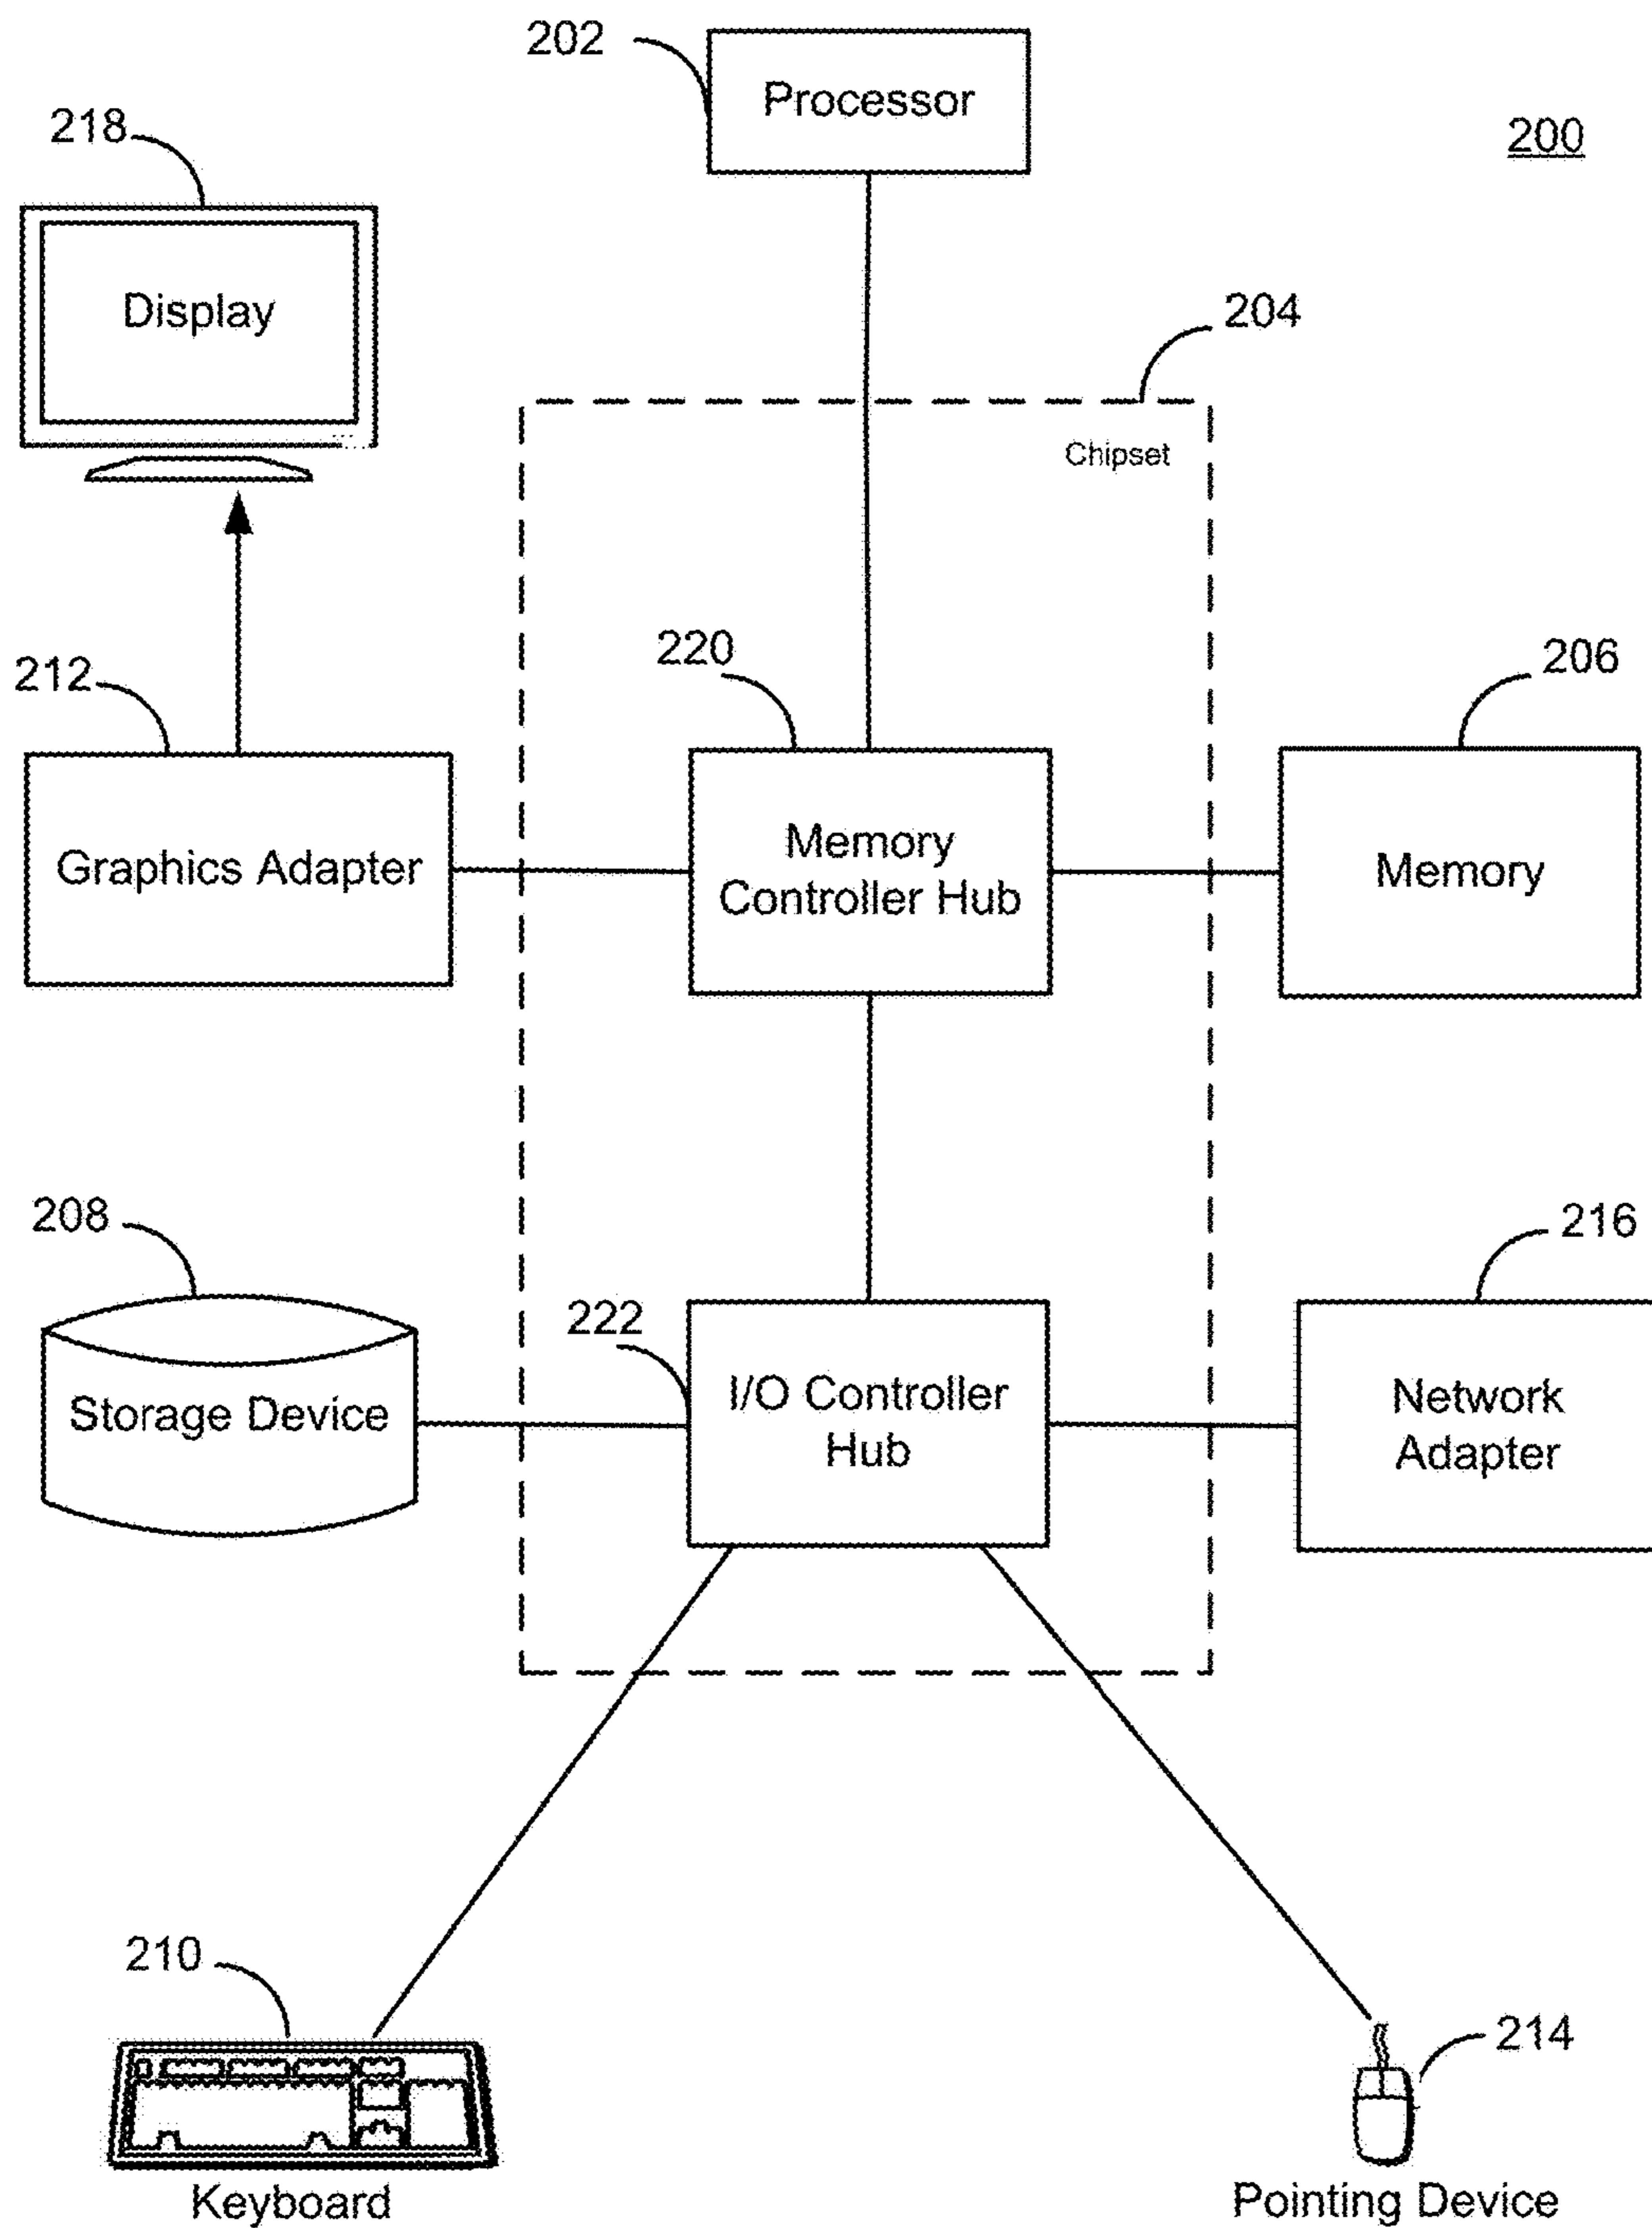 202
Processor
200
218
Display
204
Chipset
220
206
212
Memory
Controller Hub
Graphics Adapter
Memory
208
216
222
I/O Controller
Hub
Storage Device
Network
Adapter
210
214
Keyboard
Pointing Device